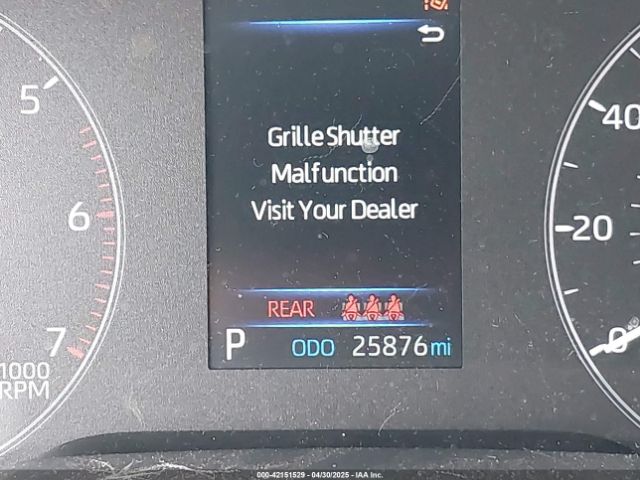 Grille Shutter
Malfunction
Visit Your Dealer
REAR
P ODO 25876 mi
5
6
7
x1000
RPM
40
20
0
000-42151529 - 04/30/2025 - IAA Inc.